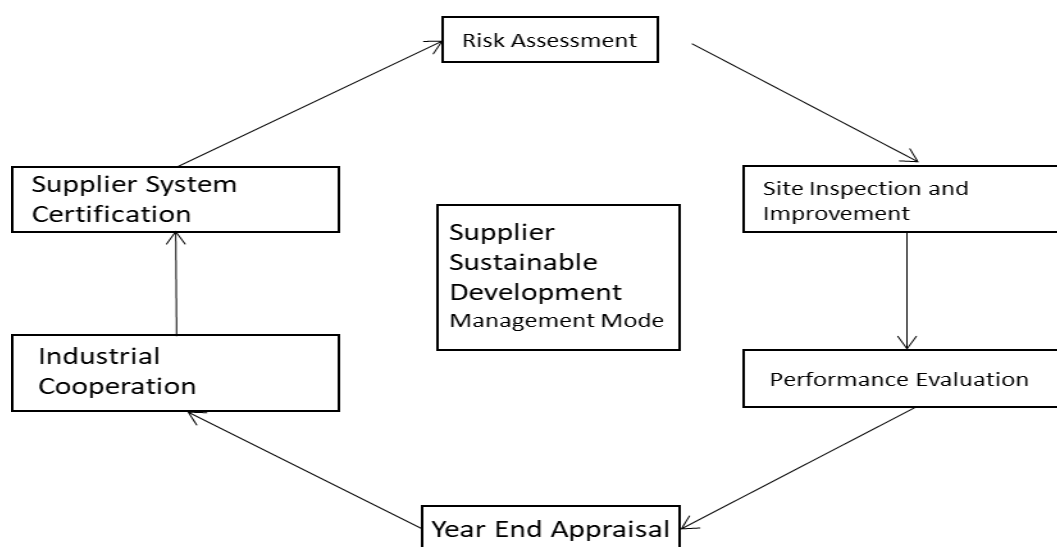 Risk Assessment
Supplier System
Certification
Site Inspection and
Improvement
Supplier
Sustainable
Development
Management Mode
Industrial
Cooperation
Performance Evaluation
Year End Appraisal